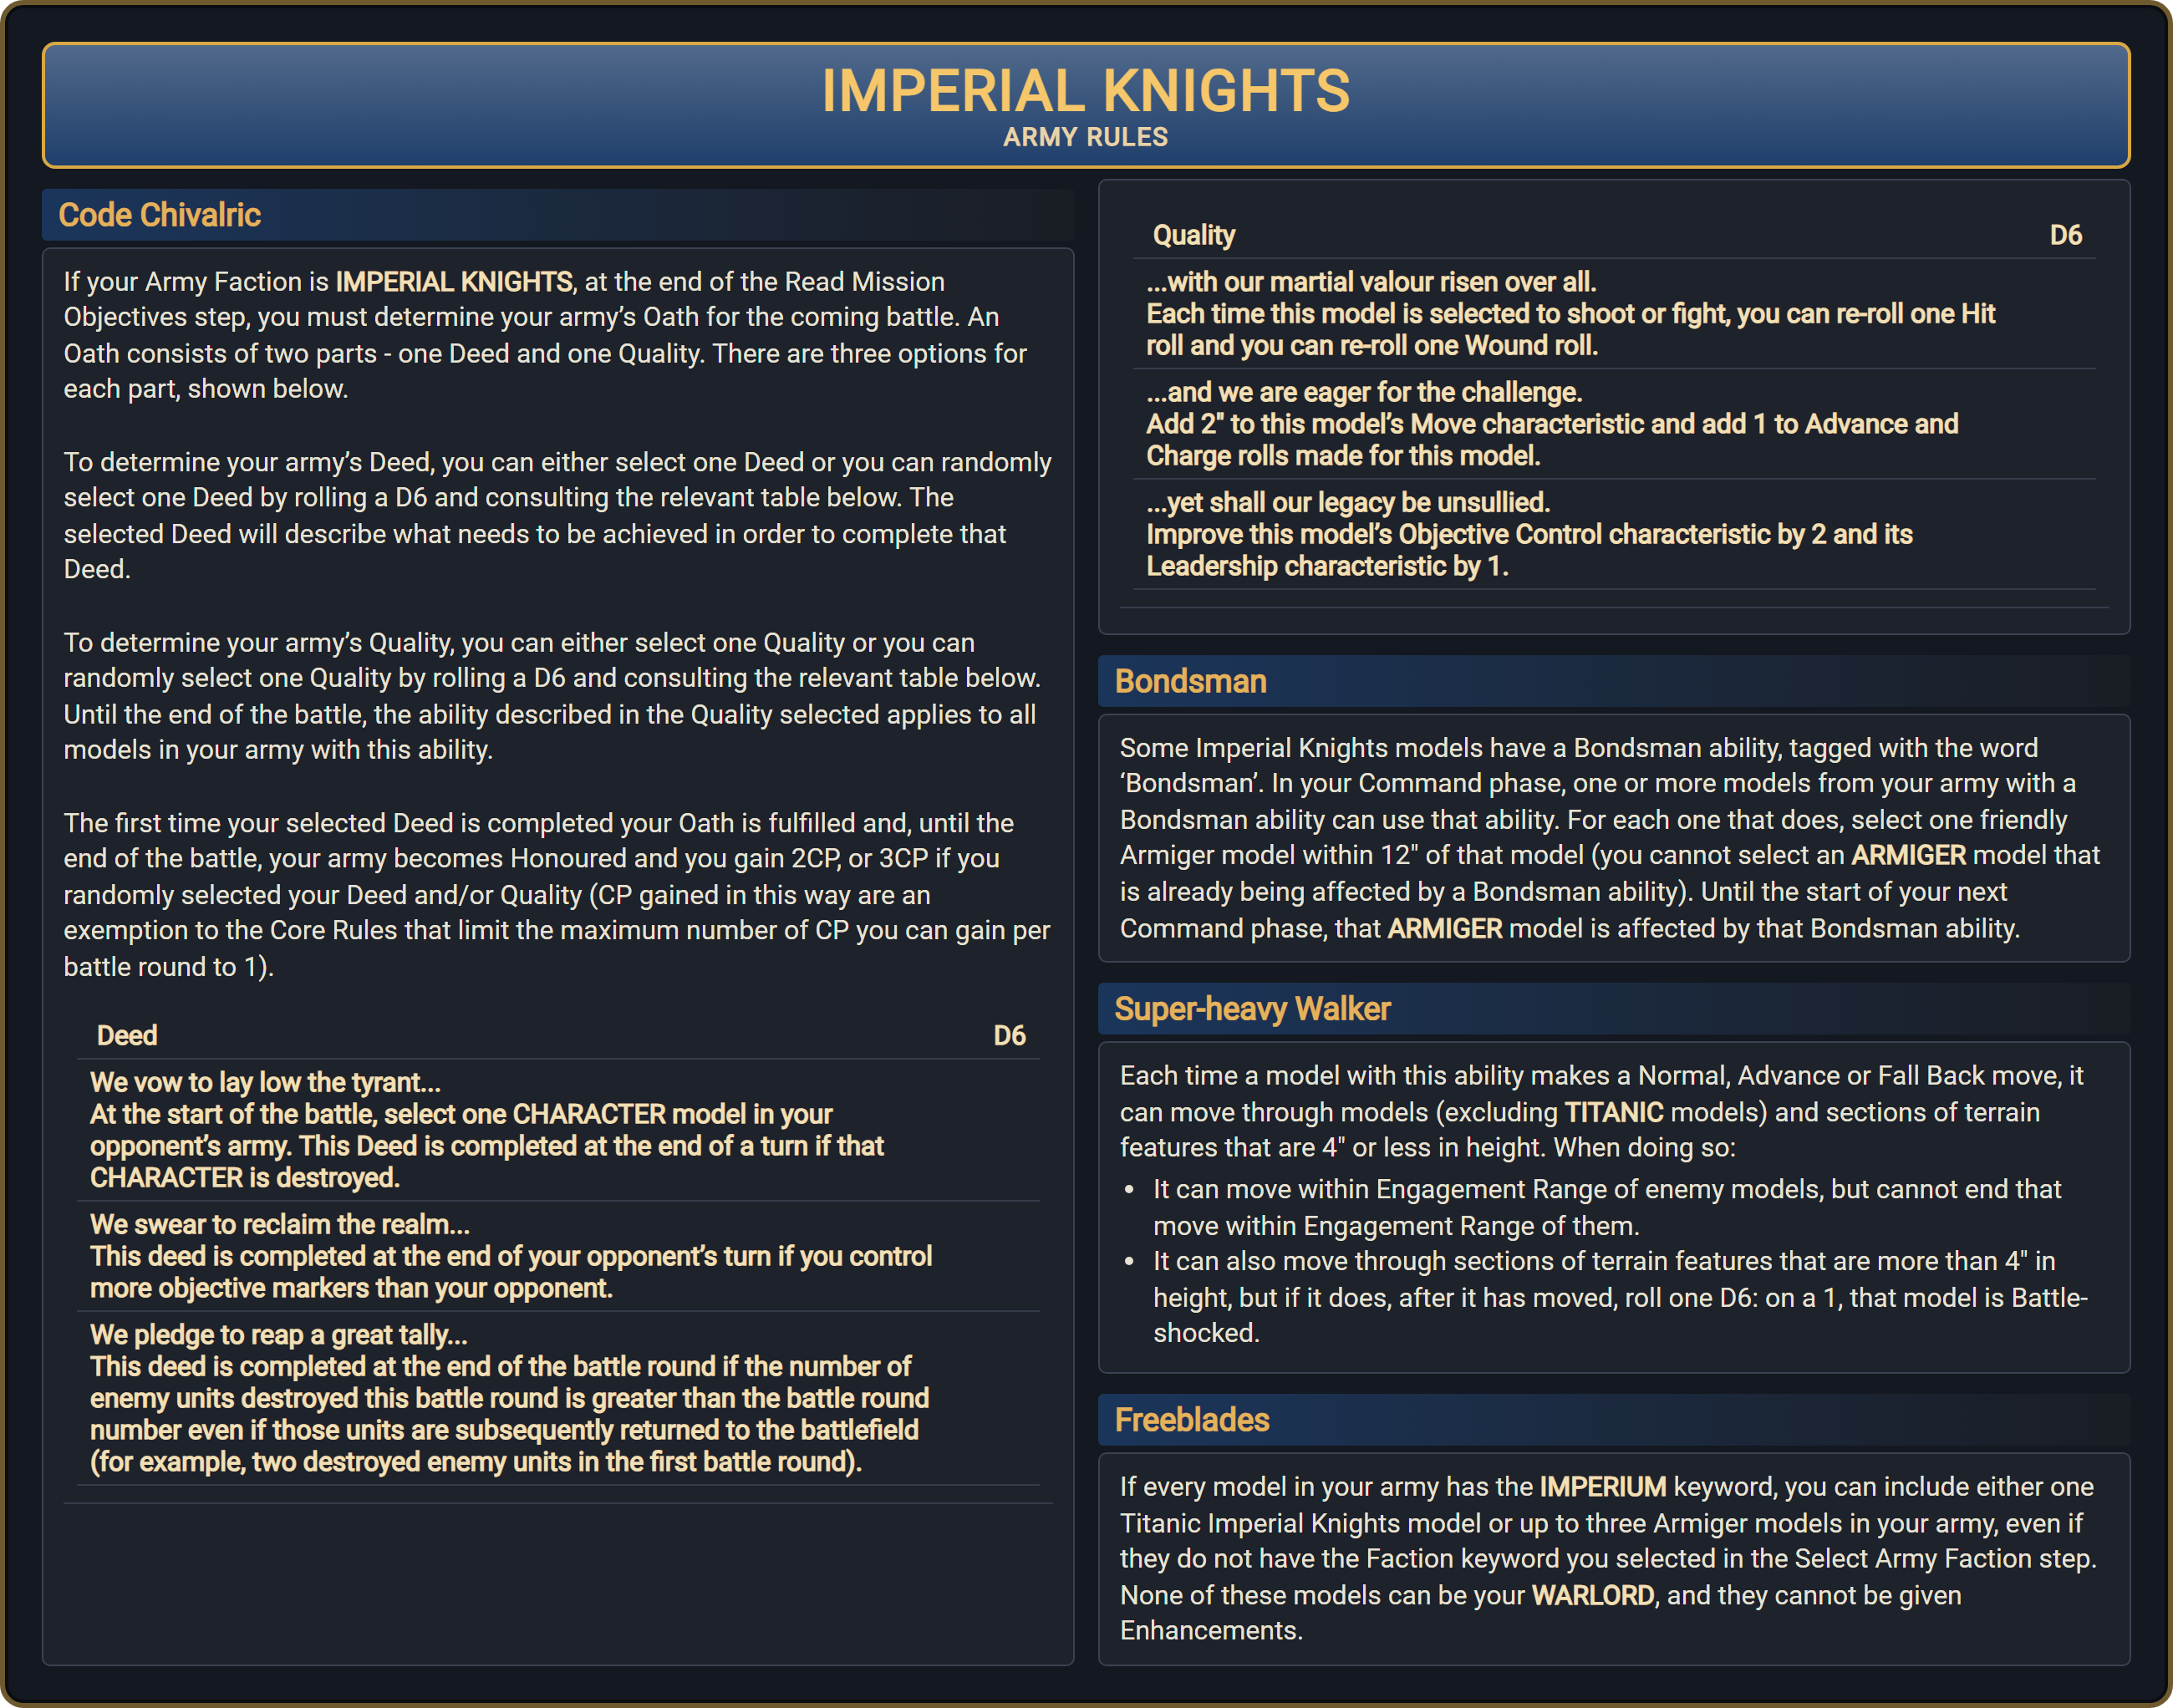 IMPERIAL KNIGHTS
ARMY RULES
Code Chivalric
If your Army Faction is IMPERIAL KNIGHTS, at the end of the Read Mission
Objectives step, you must determine your army’s Oath for the coming battle. An
Oath consists of two parts - one Deed and one Quality. There are three options for
each part, shown below.
To determine your army’s Deed, you can either select one Deed or you can randomly
select one Deed by rolling a D6 and consulting the relevant table below. The
selected Deed will describe what needs to be achieved in order to complete that
Deed.
To determine your army’s Quality, you can either select one Quality or you can
randomly select one Quality by rolling a D6 and consulting the relevant table below.
Until the end of the battle, the ability described in the Quality selected applies to all
models in your army with this ability.
The first time your selected Deed is completed your Oath is fulfilled and, until the
end of the battle, your army becomes Honoured and you gain 2CP, or 3CP if you
randomly selected your Deed and/or Quality (CP gained in this way are an
exemption to the Core Rules that limit the maximum number of CP you can gain per
battle round to 1).
Deed D6
We vow to lay low the tyrant...
At the start of the battle, select one CHARACTER model in your
opponent’s army. This Deed is completed at the end of a turn if that
CHARACTER is destroyed.
We swear to reclaim the realm...
This deed is completed at the end of your opponent’s turn if you control
more objective markers than your opponent.
We pledge to reap a great tally...
This deed is completed at the end of the battle round if the number of
enemy units destroyed this battle round is greater than the battle round
number even if those units are subsequently returned to the battlefield
(for example, two destroyed enemy units in the first battle round).
Quality D6
...with our martial valour risen over all.
Each time this model is selected to shoot or fight, you can re-roll one Hit
roll and you can re-roll one Wound roll.
...and we are eager for the challenge.
Add 2" to this model’s Move characteristic and add 1 to Advance and
Charge rolls made for this model.
...yet shall our legacy be unsullied.
Improve this model’s Objective Control characteristic by 2 and its
Leadership characteristic by 1.
Bondsman
Some Imperial Knights models have a Bondsman ability, tagged with the word
‘Bondsman’. In your Command phase, one or more models from your army with a
Bondsman ability can use that ability. For each one that does, select one friendly
Armiger model within 12" of that model (you cannot select an ARMIGER model that
is already being affected by a Bondsman ability). Until the start of your next
Command phase, that ARMIGER model is affected by that Bondsman ability.
Super-heavy Walker
Each time a model with this ability makes a Normal, Advance or Fall Back move, it
can move through models (excluding TITANIC models) and sections of terrain
features that are 4" or less in height. When doing so:
• It can move within Engagement Range of enemy models, but cannot end that
move within Engagement Range of them.
• It can also move through sections of terrain features that are more than 4" in
height, but if it does, after it has moved, roll one D6: on a 1, that model is Battle-
shocked.
Freeblades
If every model in your army has the IMPERIUM keyword, you can include either one
Titanic Imperial Knights model or up to three Armiger models in your army, even if
they do not have the Faction keyword you selected in the Select Army Faction step.
None of these models can be your WARLORD, and they cannot be given
Enhancements.